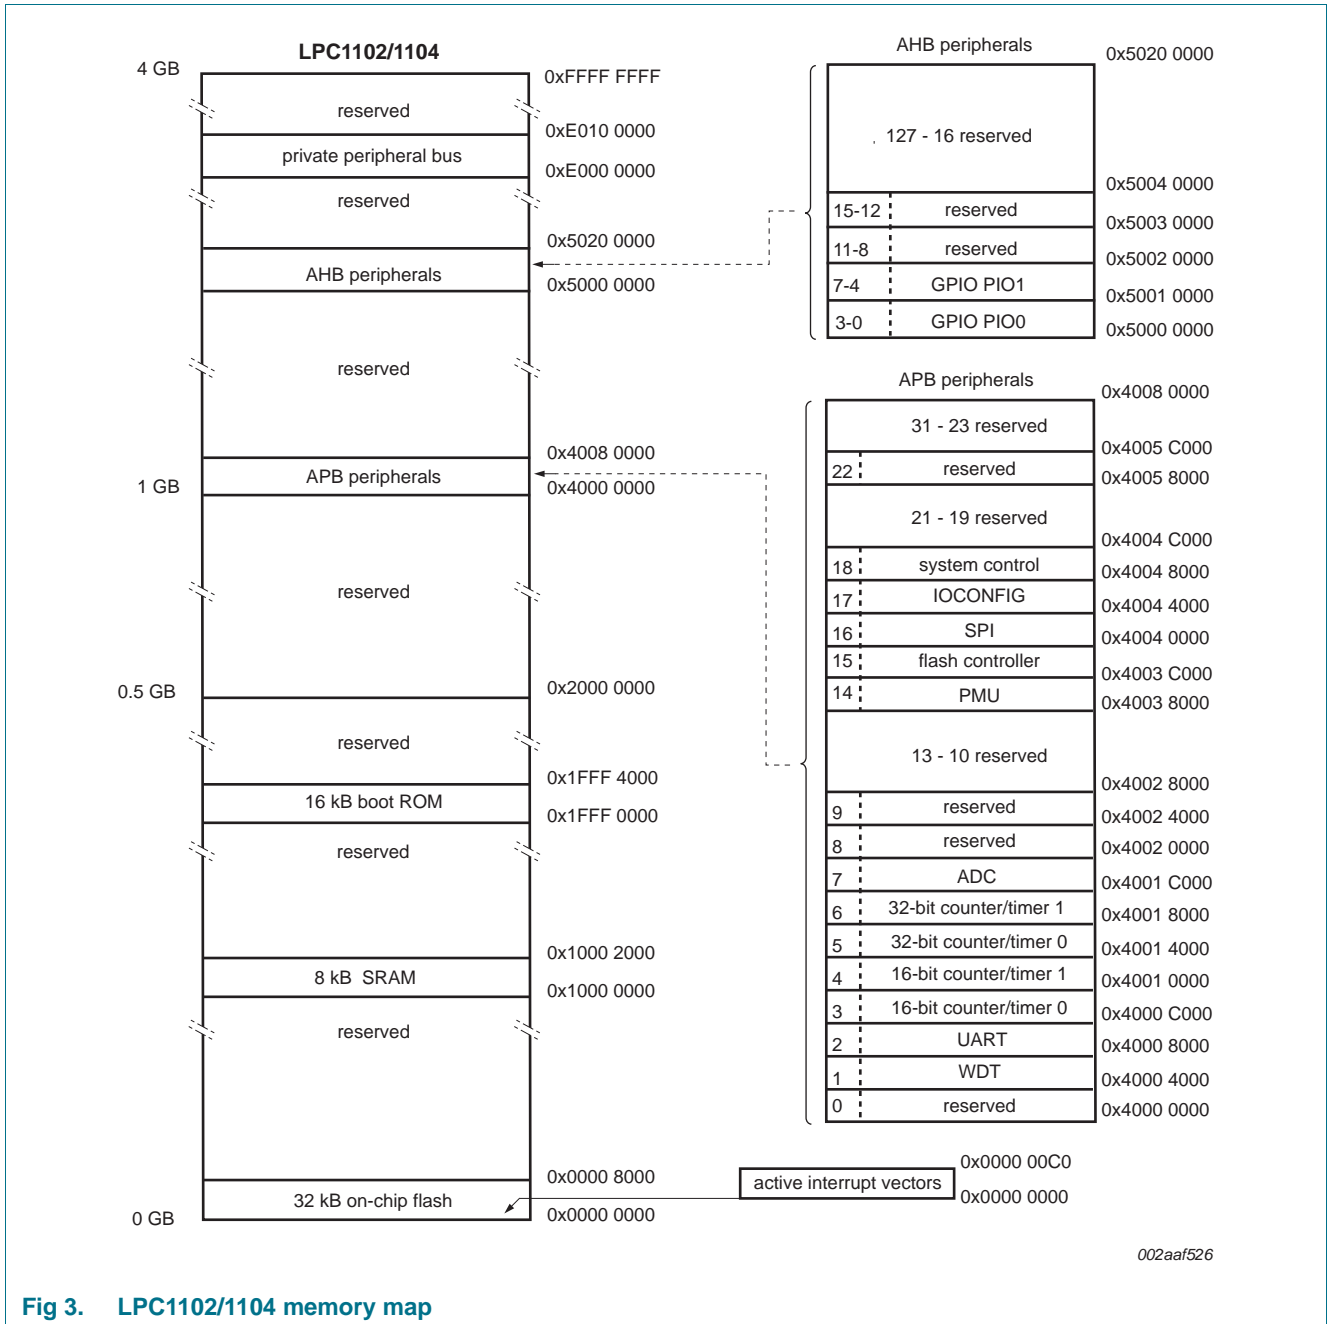 LPC1102/1104
4 GB
0xFFFF FFFF
reserved
0xE010 0000
private peripheral bus
0xE000 0000
reserved
0x5020 0000
AHB peripherals
0x5000 0000
reserved
0x4008 0000
APB peripherals
1 GB
0x4000 0000
reserved
0.5 GB
0x2000 0000
reserved
0x1FFF 4000
16 kB boot ROM
0x1FFF 0000
reserved
0x1000 2000
8 kB SRAM
0x1000 0000
reserved
0x0000 8000
32 kB on-chip flash
0 GB
0x0000 0000
AHB peripherals
0x5020 0000
127 - 16 reserved
0x5004 0000
15-12 reserved
0x5003 0000
11-8 reserved
0x5002 0000
7-4 GPIO PIO1
0x5001 0000
3-0 GPIO PIO0
0x5000 0000
APB peripherals
0x4008 0000
31 - 23 reserved
0x4005 C000
22 reserved
0x4005 8000
21 - 19 reserved
0x4004 C000
18 system control
0x4004 8000
17 IOCONFIG
0x4004 4000
16 SPI
0x4004 0000
15 flash controller
0x4003 C000
14 PMU
0x4003 8000
13 - 10 reserved
0x4002 8000
9 reserved
0x4002 4000
8 reserved
0x4002 0000
7 ADC
0x4001 C000
6 32-bit counter/timer 1
0x4001 8000
5 32-bit counter/timer 0
0x4001 4000
4 16-bit counter/timer 1
0x4001 0000
3 16-bit counter/timer 0
0x4000 C000
2 UART
0x4000 8000
1 WDT
0x4000 4000
0 reserved
0x4000 0000
0x0000 00C0
active interrupt vectors
0x0000 0000
002aaf526
Fig 3. LPC1102/1104 memory map